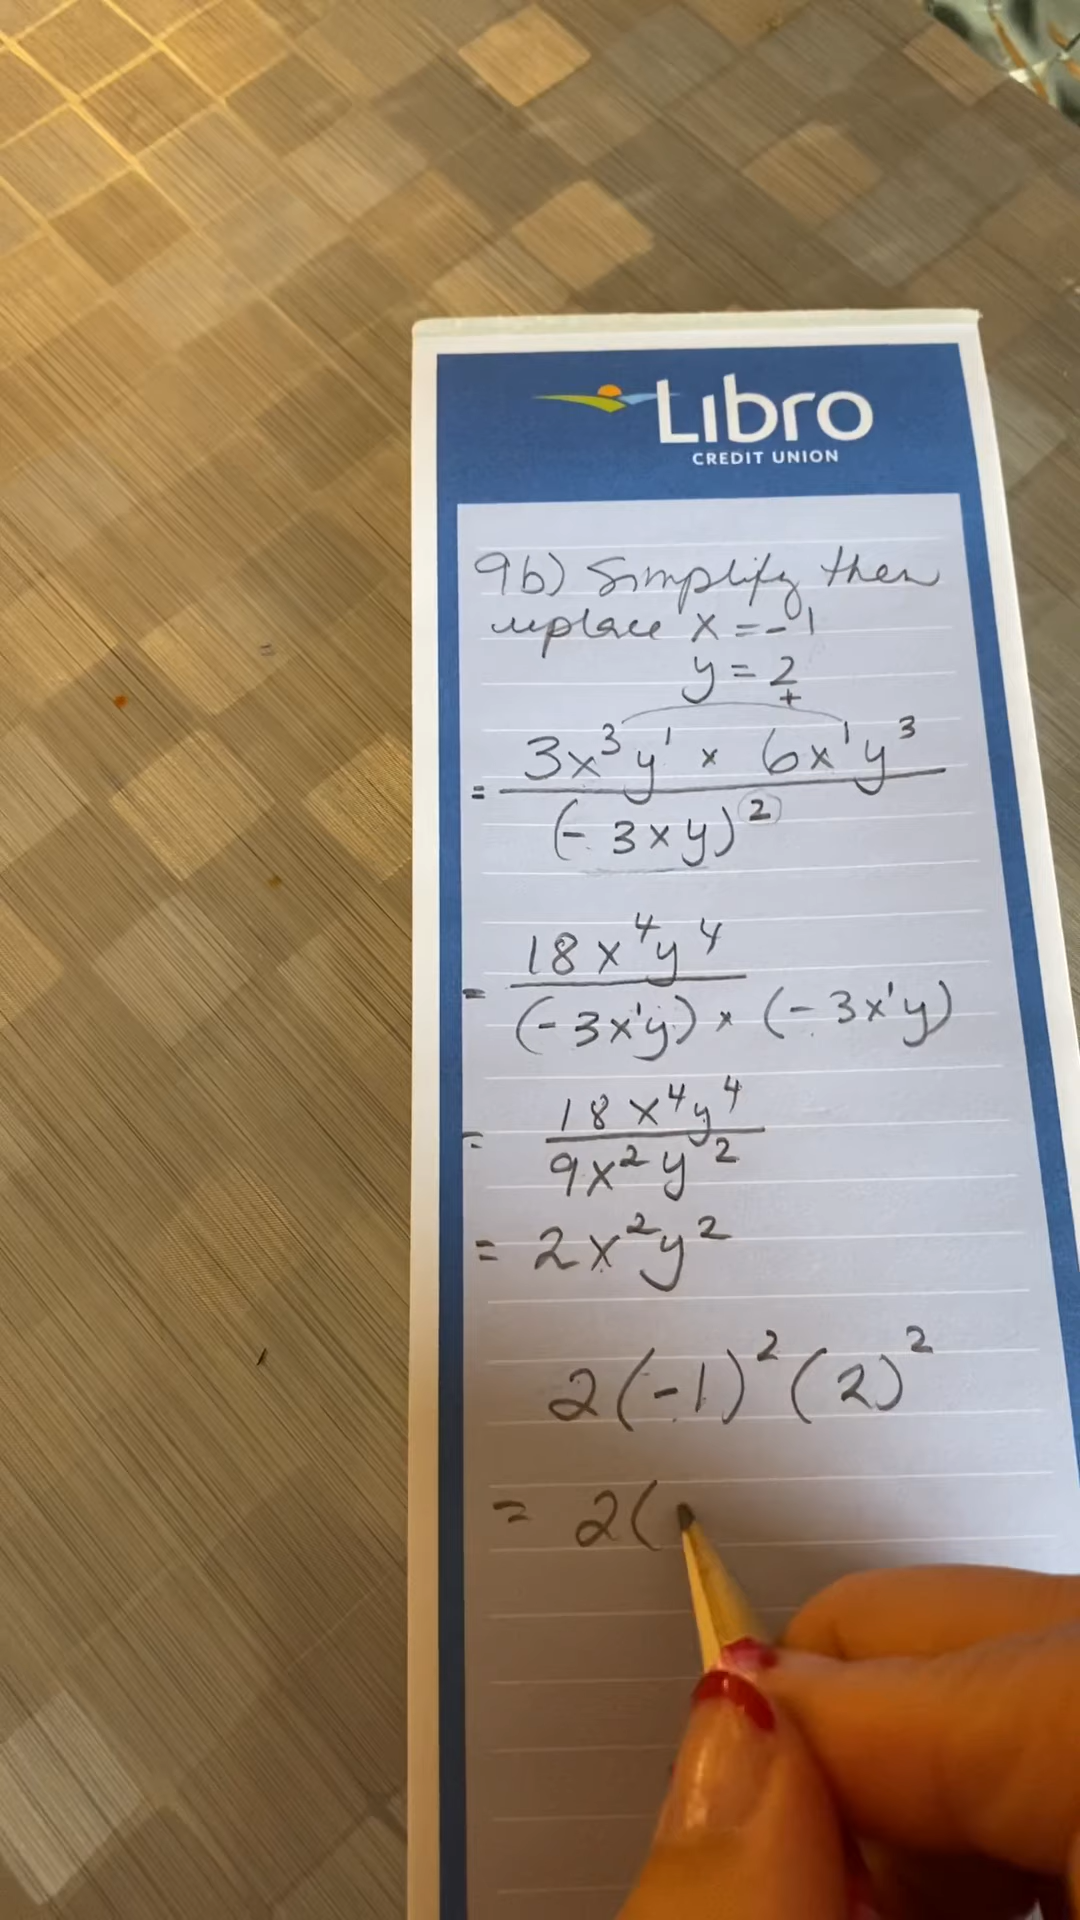 Libro
CREDIT UNION
9b) Simplify then
replace x = -1
y = 2
+
= 3x³y¹ × 6x¹y³
(-3xy)²
= 18x⁴y⁴
(-3x¹y) × (-3x¹y)
= 18x⁴y⁴
9x²y²
= 2x²y²
2(-1)²(2)²
= 2(